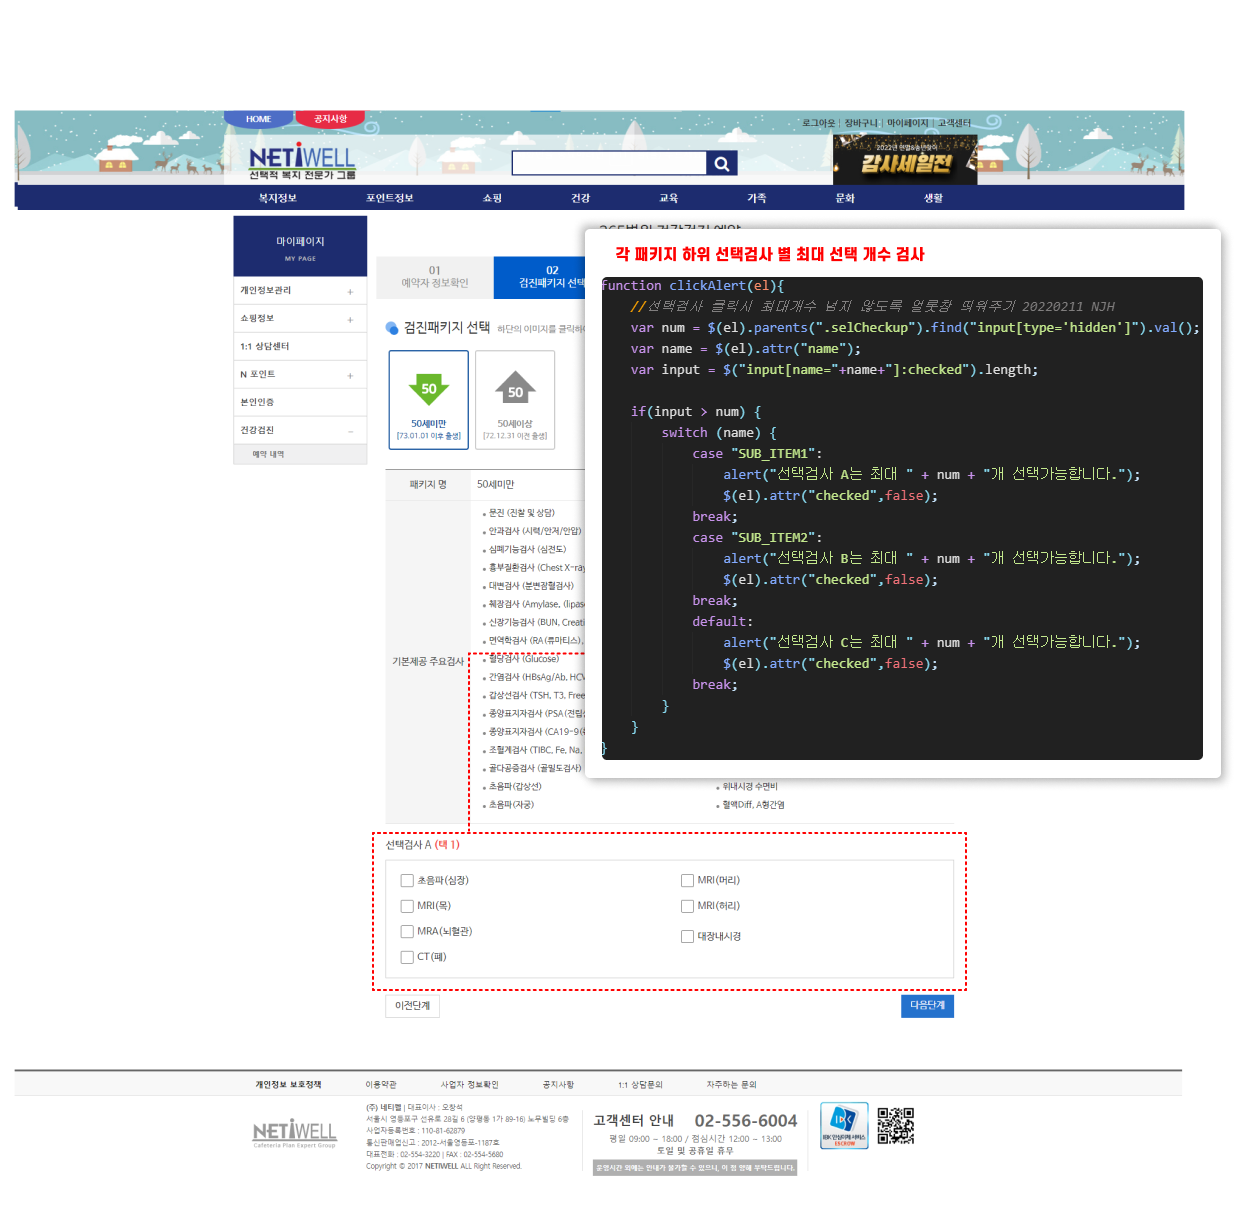 HOME 공지사항
로그아웃 | 장바구니 | 마이페이지 | 고객센터
NETIWELL
선택적 복지 전문가 그룹
2022년 연말&송년맞이
감사세일전
복지정보 포인트정보 쇼핑 건강 교육 가족 문화 생활
마이페이지
MY PAGE
개인정보관리 +
쇼핑정보 +
1:1 상담센터
N 포인트 +
본인인증
건강검진 −
예약 내역
01
예약자 정보확인
02
검진패키지 선택
검진패키지 선택 하단의 이미지를
50
50세미만
[73.01.01 이후 출생]
50
50세이상
[72.12.31 이전 출생]
패키지 명 50세미만
기본제공 주요검사
• 문진 (진찰 및 상담)
• 안과검사 (시력/안저/안압)
• 심폐기능검사 (심전도)
• 흉부질환검사 (Chest X-ray
• 대변검사 (분변잠혈검사)
• 췌장검사 (Amylase, (lipase
• 신장기능검사 (BUN, Creati
• 면역학검사 (RA(류마티스),
• 혈당검사 (Glucose)
• 간염검사 (HBsAg/Ab, HCV
• 갑상선검사 (TSH, T3, Free
• 종양표지자검사 (PSA(전립선
• 종양표지자검사 (CA19-9(
• 조혈계검사 (TIBC, Fe, Na,
• 골다공증검사 (골밀도검사)
• 초음파(갑상선) • 위내시경 수면비
• 초음파(자궁) • 혈액Diff, A형간염
각 패키지 하위 선택검사 별 최대 선택 개수 검사
function clickAlert(el){
//선택검사 클릭시 최대개수 넘지 않도록 얼럿창 띄워주기 20220211 NJH
var num = $(el).parents(".selCheckup").find("input[type='hidden']").val();
var name = $(el).attr("name");
var input = $("input[name="+name+"]:checked").length;
if(input > num) {
switch (name) {
case "SUB_ITEM1":
alert("선택검사 A는 최대 " + num + "개 선택가능합니다.");
$(el).attr("checked",false);
break;
case "SUB_ITEM2":
alert("선택검사 B는 최대 " + num + "개 선택가능합니다.");
$(el).attr("checked",false);
break;
default:
alert("선택검사 C는 최대 " + num + "개 선택가능합니다.");
$(el).attr("checked",false);
break;
}
}
}
선택검사 A (택 1)
초음파(심장) MRI(머리)
MRI(목) MRI(허리)
MRA(뇌혈관) 대장내시경
CT(폐)
이전단계 다음단계
개인정보 보호정책 이용약관 사업자 정보확인 공지사항 1:1 상담문의 자주하는 문의
NETIWELL
Cafeteria Plan Expert Group
(주) 네티웰 | 대표이사 : 오창석
서울시 영등포구 선유로 28길 6 (양평동 1가 89-16) 노무빌딩 6층
사업자등록번호 : 110-81-62879
통신판매업신고 : 2012-서울영등포-1187호
대표전화 : 02-554-3220 | FAX : 02-554-5680
Copyright © 2017 NETIWELL ALL Right Reserved.
고객센터 안내 02-556-6004
평일 09:00 ~ 18:00 / 점심시간 12:00 ~ 13:00
토일 및 공휴일 휴무
운영시간 외에는 안내가 불가할 수 있으니, 이 점 양해 부탁드립니다.
IBK
IBK 안심이체 서비스
ESCROW